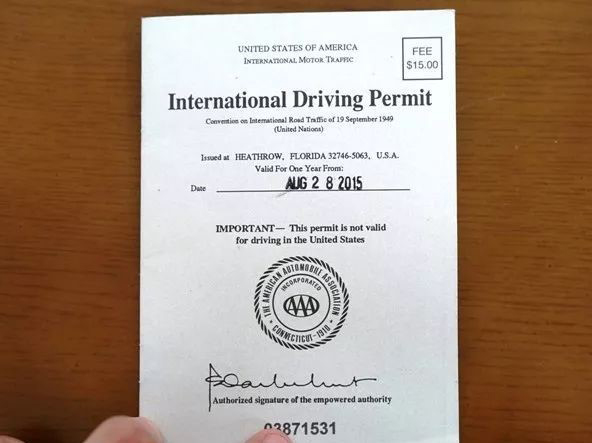 UNITED STATES OF AMERICA
INTERNATIONAL MOTOR TRAFFIC
FEE
$15.00
International Driving Permit
Convention on International Road Traffic of 19 September 1949
(United Nations)
Issued at HEATHROW, FLORIDA 32746-5063, U.S.A.
Valid For One Year From:
Date AUG 2 8 2015
IMPORTANT— This permit is not valid
for driving in the United States
THE AMERICAN AUTOMOBILE ASSOCIATION
INCORPORATED
AAA
CONNECTICUT-1910
Authorized signature of the empowered authority
03871531